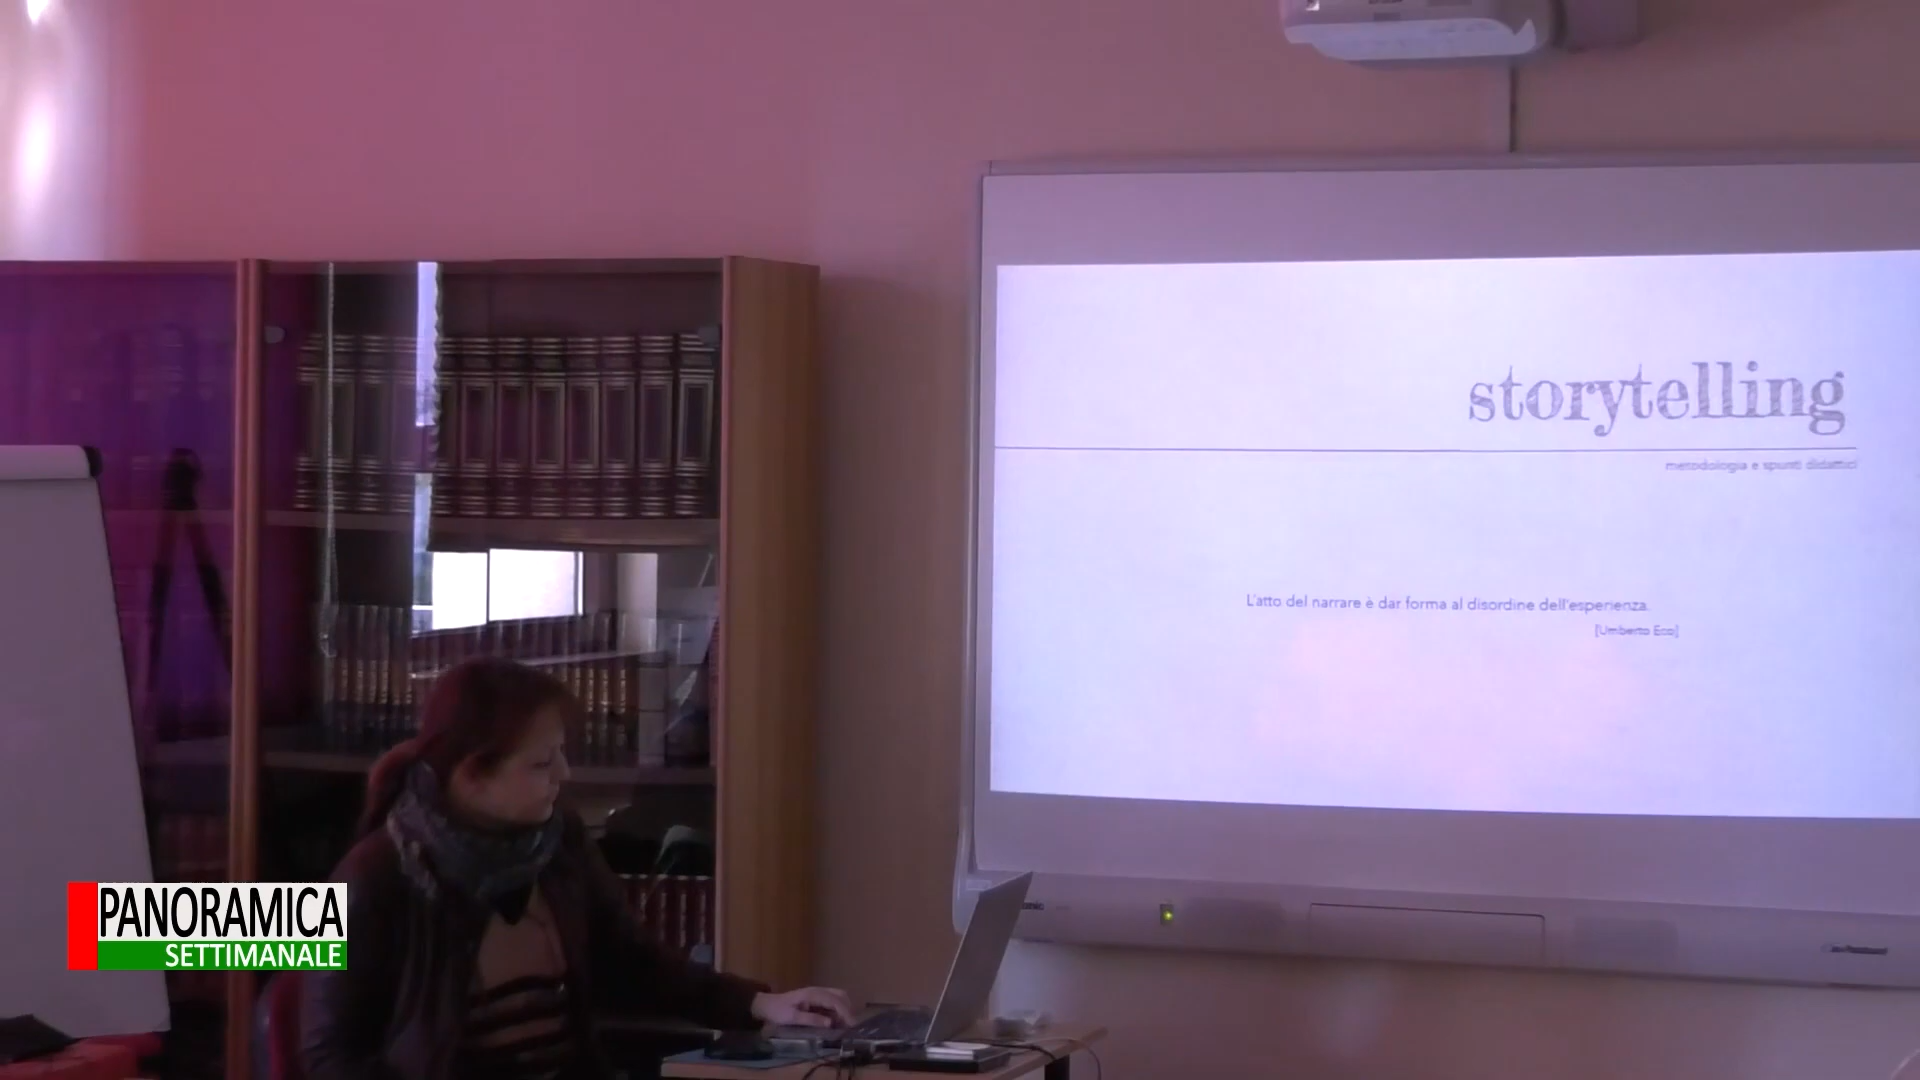 storytelling
metodologia e spunti didattici
L'atto del narrare è dar forma al disordine dell'esperienza.
[Umberto Eco]
PANORAMICA
SETTIMANALE